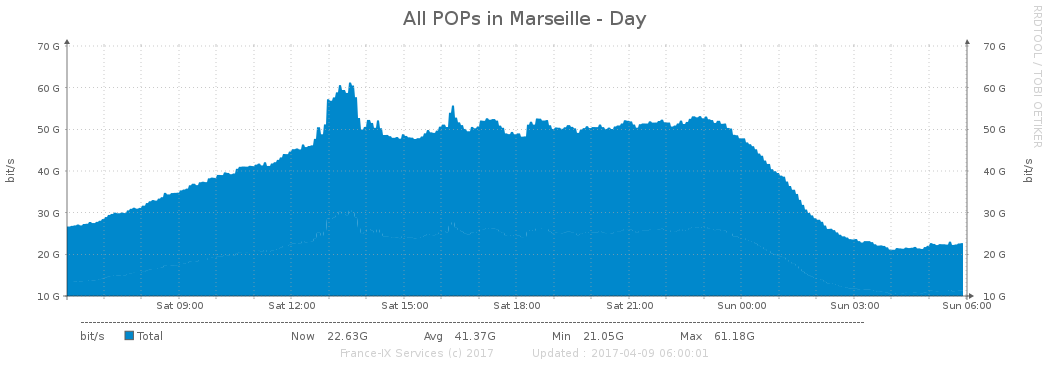 All POPs in Marseille - Day
RRDTOOL / TOBI OETIKER
bit/s
bit/s
70 G 70 G
60 G 60 G
50 G 50 G
40 G 40 G
30 G 30 G
20 G 20 G
10 G 10 G
Sat 09:00 Sat 12:00 Sat 15:00 Sat 18:00 Sat 21:00 Sun 00:00 Sun 03:00 Sun 06:00
bit/s Total Now 22.63G Avg 41.37G Min 21.05G Max 61.18G
France-IX Services (c) 2017 Updated : 2017-04-09 06:00:01